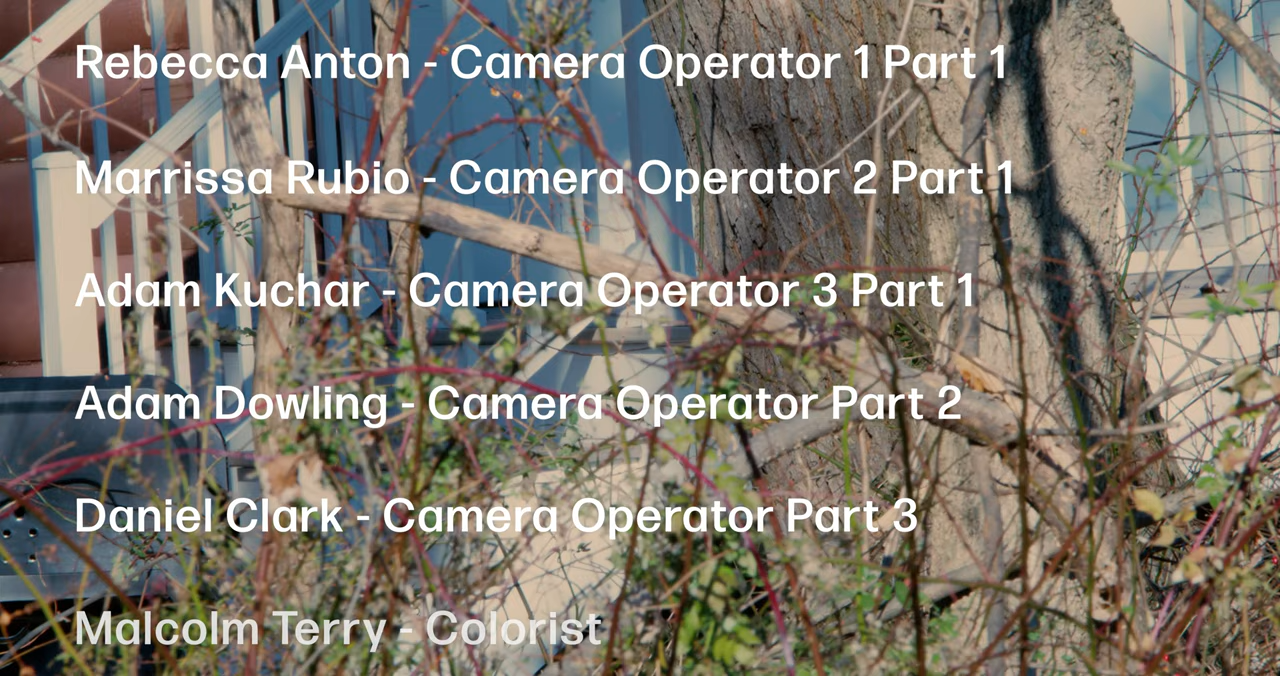 Rebecca Anton - Camera Operator 1 Part 1
Marrissa Rubio - Camera Operator 2 Part 1
Adam Kuchar - Camera Operator 3 Part 1
Adam Dowling - Camera Operator Part 2
Daniel Clark - Camera Operator Part 3
Malcolm Terry - Colorist